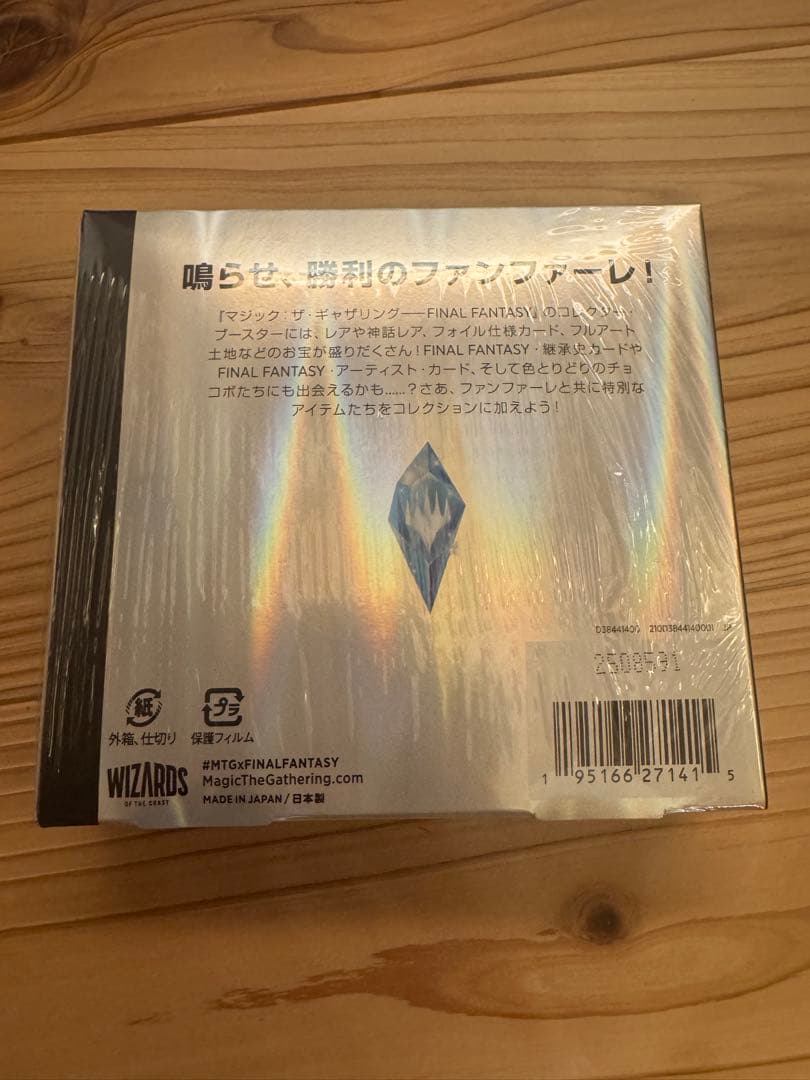 鳴らせ、勝利のファンファーレ！
『マジック：ザ・ギャザリング——FINAL FANTASY』のコレクター・
ブースターには、レアや神話レア、フォイル仕様カード、フルアート
土地などのお宝が盛りだくさん！FINAL FANTASY・継承史カードや
FINAL FANTASY・アーティスト・カード、そして色とりどりのチョ
コボたちにも出会えるかも……？さあ、ファンファーレと共に特別な
アイテムたちをコレクションに加えよう！
D38441400 210D38441400U1 JP
2508591
紙 プラ
外箱、仕切り 保護フィルム
WIZARDS
OF THE COAST
#MTGxFINALFANTASY
MagicTheGathering.com
MADE IN JAPAN / 日本製
1 95166 27141 5